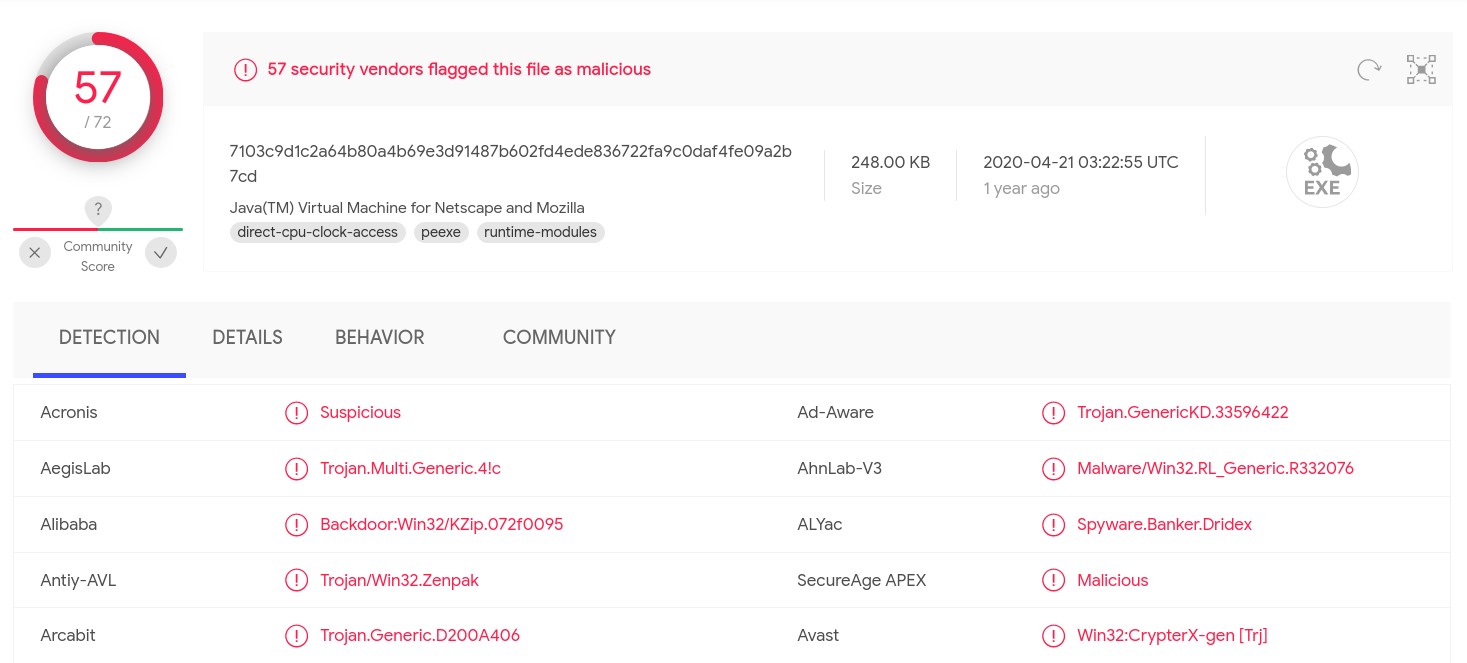 57
/ 72
?
Community
Score
57 security vendors flagged this file as malicious
7103c9d1c2a64b80a4b69e3d91487b602fd4ede836722fa9c0daf4fe09a2b
7cd
Java(TM) Virtual Machine for Netscape and Mozilla
direct-cpu-clock-access peexe runtime-modules
248.00 KB
Size
2020-04-21 03:22:55 UTC
1 year ago
EXE
DETECTION DETAILS BEHAVIOR COMMUNITY
Acronis Suspicious Ad-Aware Trojan.GenericKD.33596422
AegisLab Trojan.Multi.Generic.4!c AhnLab-V3 Malware/Win32.RL_Generic.R332076
Alibaba Backdoor:Win32/KZip.072f0095 ALYac Spyware.Banker.Dridex
Antiy-AVL Trojan/Win32.Zenpak SecureAge APEX Malicious
Arcabit Trojan.Generic.D200A406 Avast Win32:CrypterX-gen [Trj]